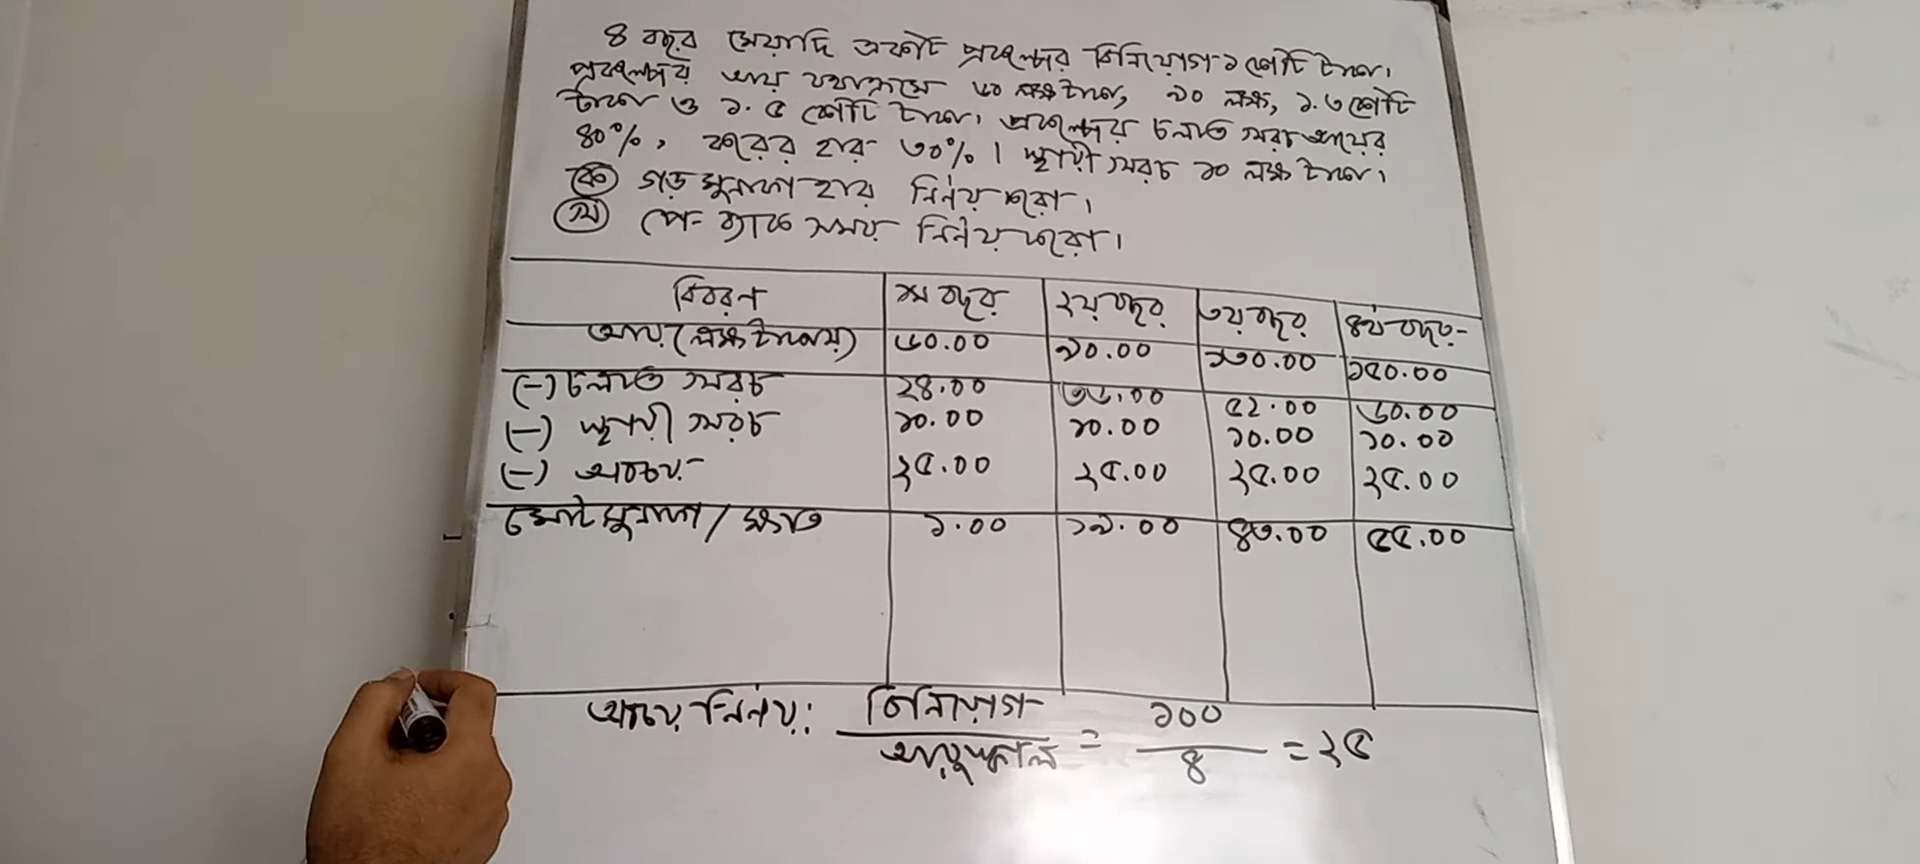 ৪ বছর মেয়াদি একটি প্রকল্পের বিনিয়োগ ১ কোটি টাকা।
প্রকল্পের আয় যথাক্রমে ৬০ লক্ষ টাকা, ৯০ লক্ষ, ১.৩ কোটি
টাকা ও ১.৫ কোটি টাকা। প্রকল্পের চলতি খরচ আয়ের
৪০%, করের হার ৩০%। স্থায়ী খরচ ১০ লক্ষ টাকা।
(ক) গড় মুনাফা হার নির্ণয় করো।
(খ) পে-ব্যাক সময় নির্ণয় করো।
বিবরণ ১ম বছর ২য় বছর ৩য় বছর ৪র্থ বছর
আয় (লক্ষ টাকায়) ৬০.০০ ৯০.০০ ১৩০.০০ ১৫০.০০
(-) চলতি খরচ ২৪.০০ ৩৬.০০ ৫২.০০ ৬০.০০
(-) স্থায়ী খরচ ১০.০০ ১০.০০ ১০.০০ ১০.০০
(-) অবচয় ২৫.০০ ২৫.০০ ২৫.০০ ২৫.০০
মোট মুনাফা / ক্ষতি ১.০০ ১৯.০০ ৪৩.০০ ৫৫.০০
অবচয় নির্ণয়: বিনিয়োগ / আয়ুষ্কাল = ১০০ / ৪ = ২৫